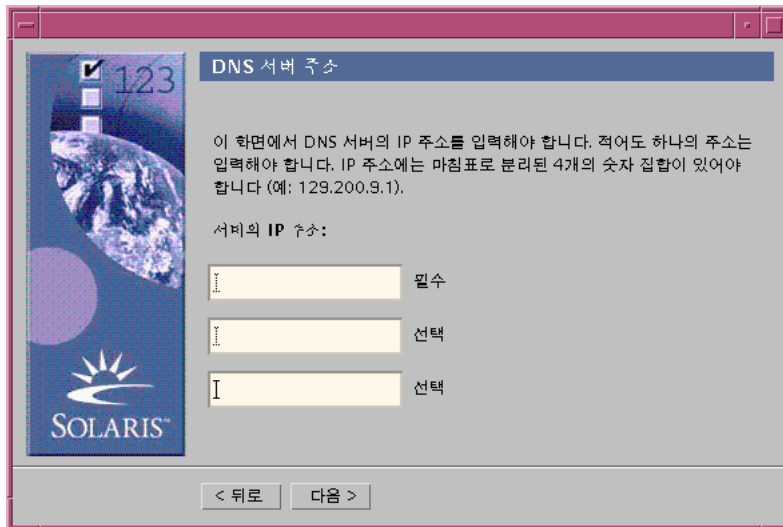 123
DNS 서버 주소
이 화면에서 DNS 서버의 IP 주소를 입력해야 합니다. 적어도 하나의 주소는
입력해야 합니다. IP 주소에는 마침표로 분리된 4개의 숫자 집합이 있어야
합니다 (예: 129.200.9.1).
서버의 IP 주소:
필수
선택
선택
SOLARIS™
< 뒤로
다음 >